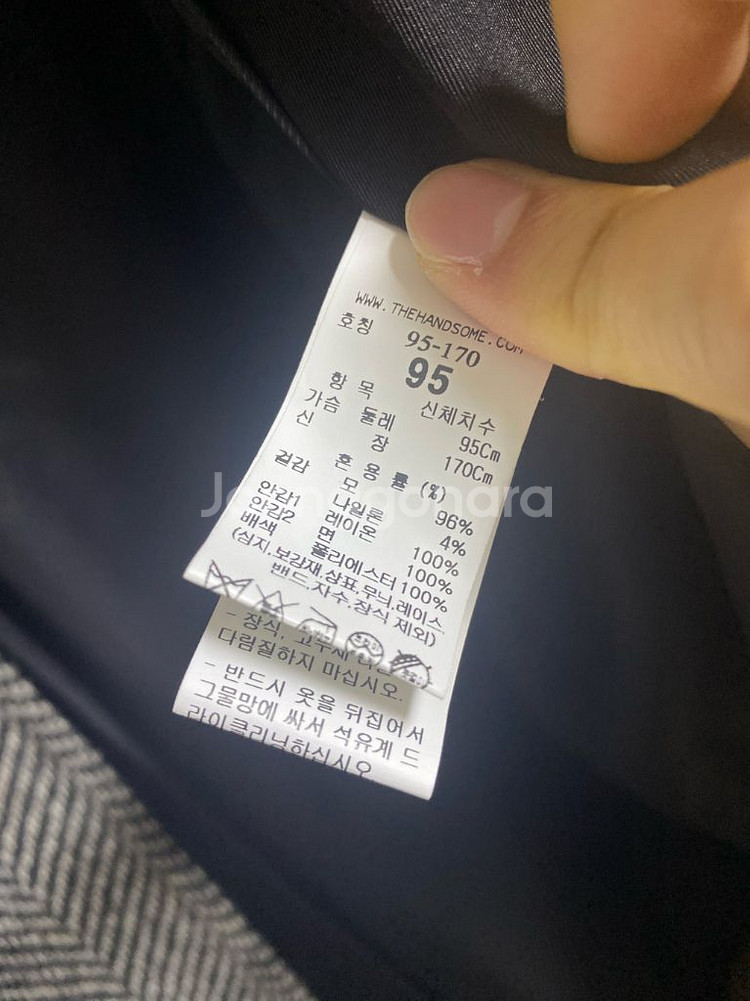 WWW.THEHANDSOME.COM
호칭 95-170
95
항목 신체치수
가슴 둘레 95Cm
신 장 170Cm
혼용률(%)
겉감 모 96%
나일론 4%
안감1 레이온 100%
안감2 면 100%
배색 폴리에스터 100%
(심지.보강재.상표.무늬.레이스.
밴드.자수.장식 제외)
- 장식,
다림질하지 마십시오.
- 반드시 옷을 뒤집어서
그물망에 싸서 석유계 드
라이클리닝하십시오
Joonggonara